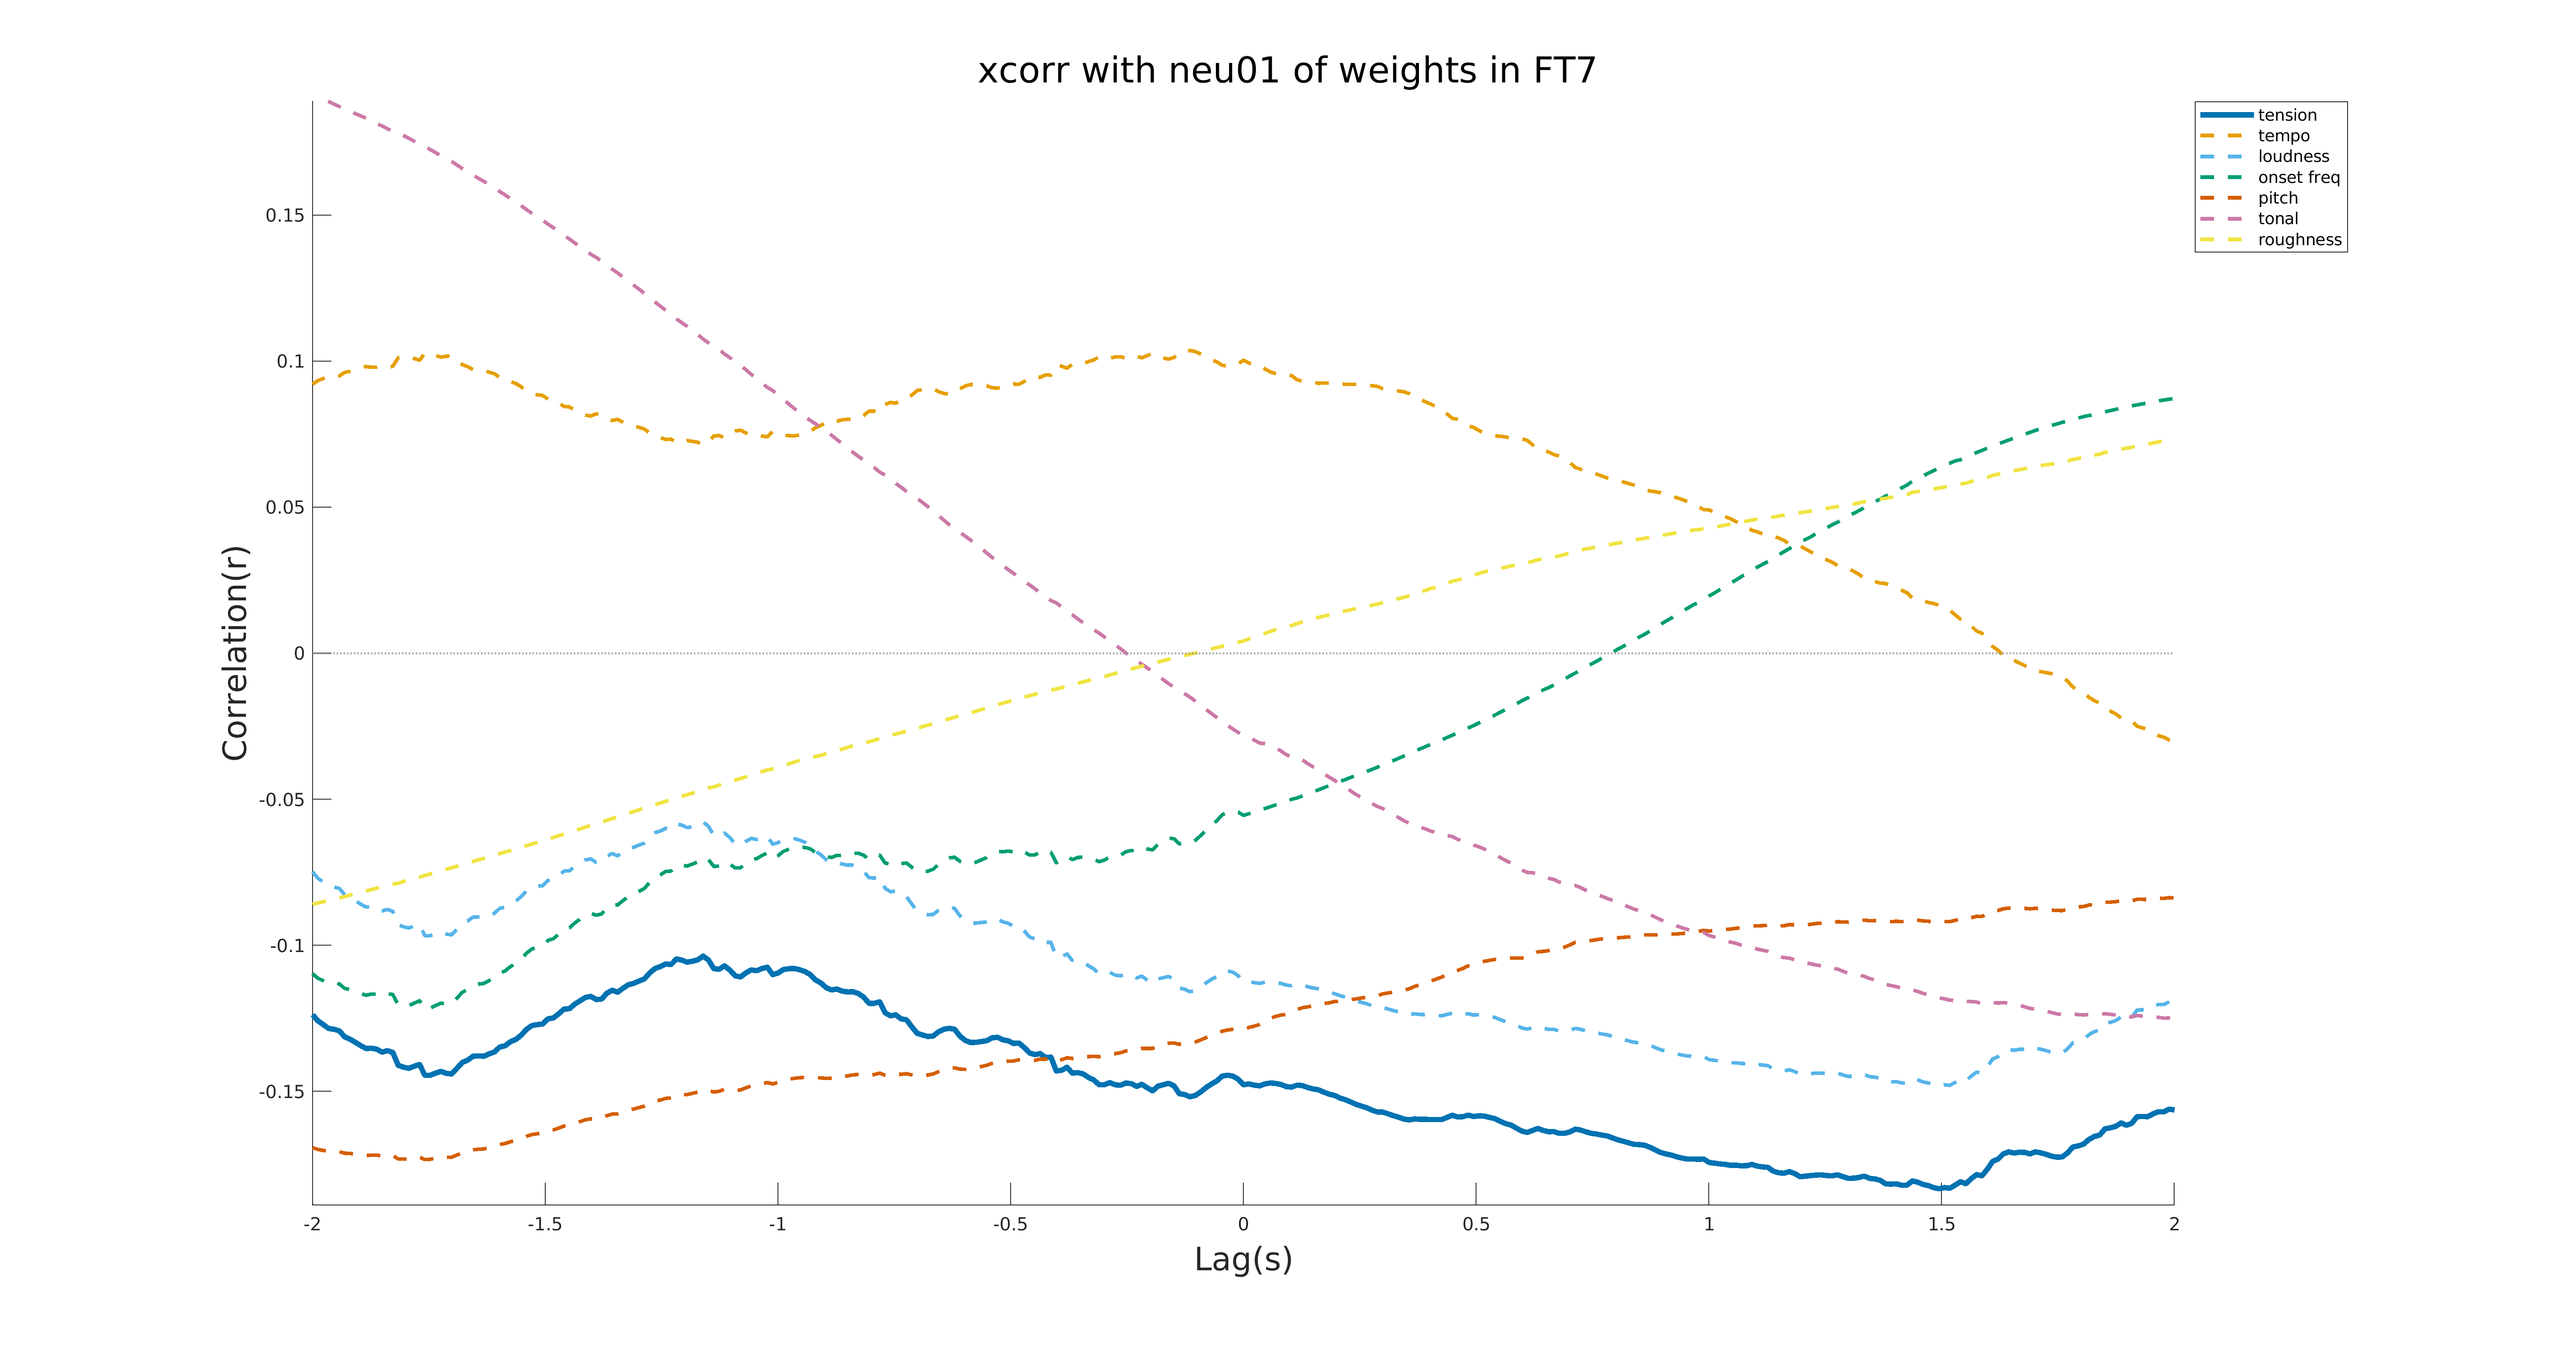 xcorr with neu01 of weights in FT7
tension
tempo
loudness
onset freq
pitch
tonal
roughness
0.15
0.1
0.05
0
-0.05
-0.1
-0.15
Correlation(r)
-2 -1.5 -1 -0.5 0 0.5 1 1.5 2
Lag(s)